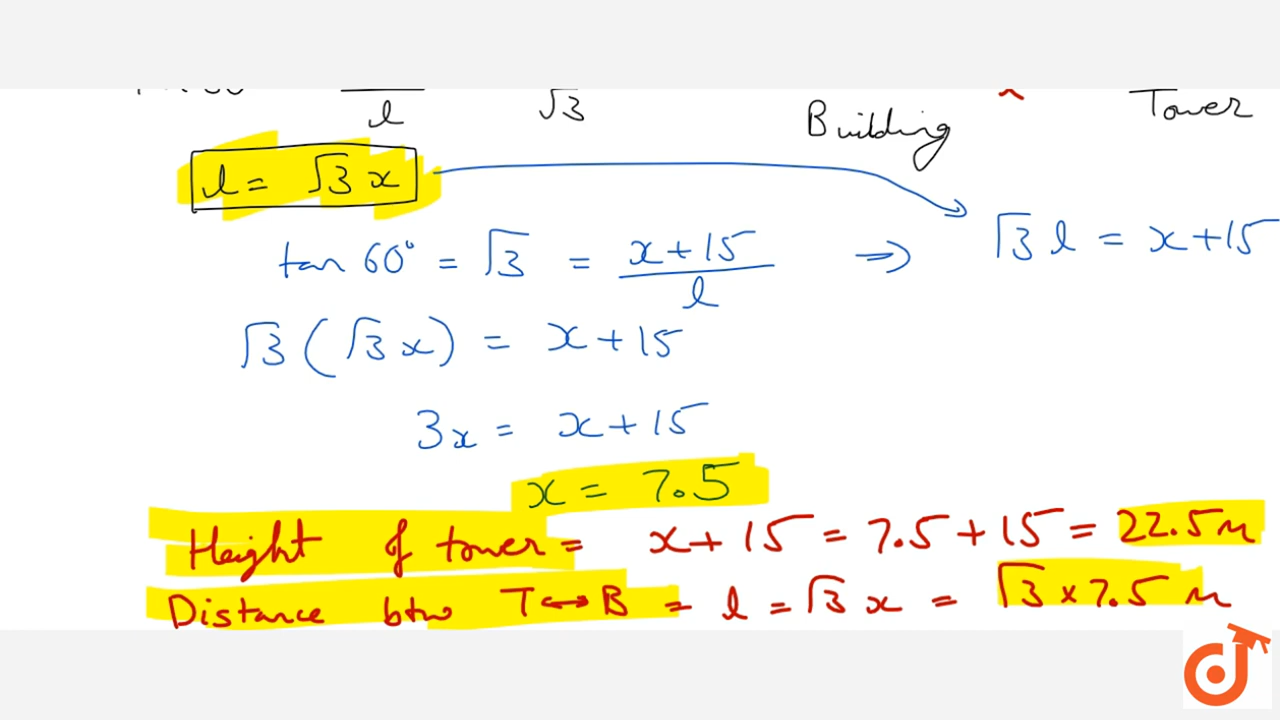 l √3 Building Tower
l = √3 x
tan 60° = √3 = x+15 / l ⇒ √3 l = x+15
√3 (√3 x) = x+15
3x = x+15
x = 7.5
Height of tower = x+15 = 7.5+15 = 22.5m
Distance btw T↔B = l = √3 x = √3 × 7.5 m